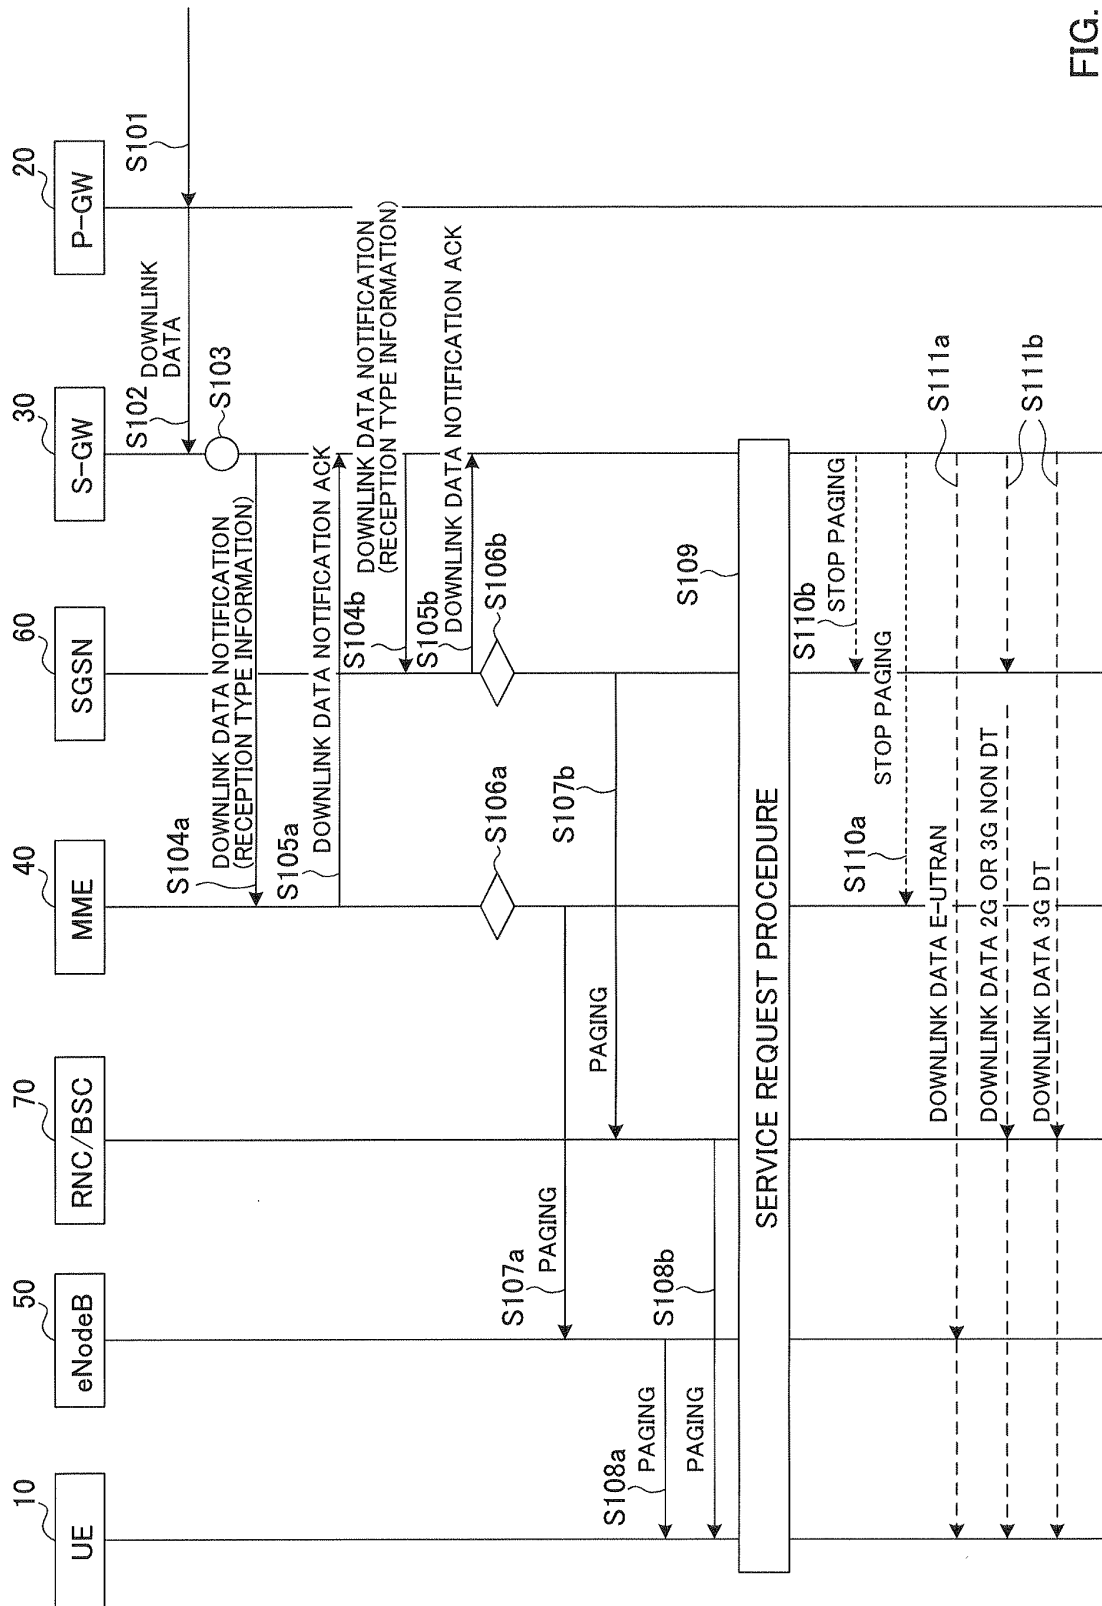 10
UE
50
eNodeB
70
RNC/BSC
40
MME
60
SGSN
30
S-GW
20
P-GW
S101
S102
DOWNLINK
DATA
S103
S104a
DOWNLINK DATA NOTIFICATION
(RECEPTION TYPE INFORMATION)
S105a
DOWNLINK DATA NOTIFICATION ACK
S104b
DOWNLINK DATA NOTIFICATION
(RECEPTION TYPE INFORMATION)
S105b
DOWNLINK DATA NOTIFICATION ACK
S106a
S106b
S107a
PAGING
S107b
PAGING
S108a
PAGING
S108b
PAGING
S109
SERVICE REQUEST PROCEDURE
S110b
STOP PAGING
S110a
STOP PAGING
DOWNLINK DATA E-UTRAN
S111a
DOWNLINK DATA 2G OR 3G NON DT
S111b
DOWNLINK DATA 3G DT
FIG.